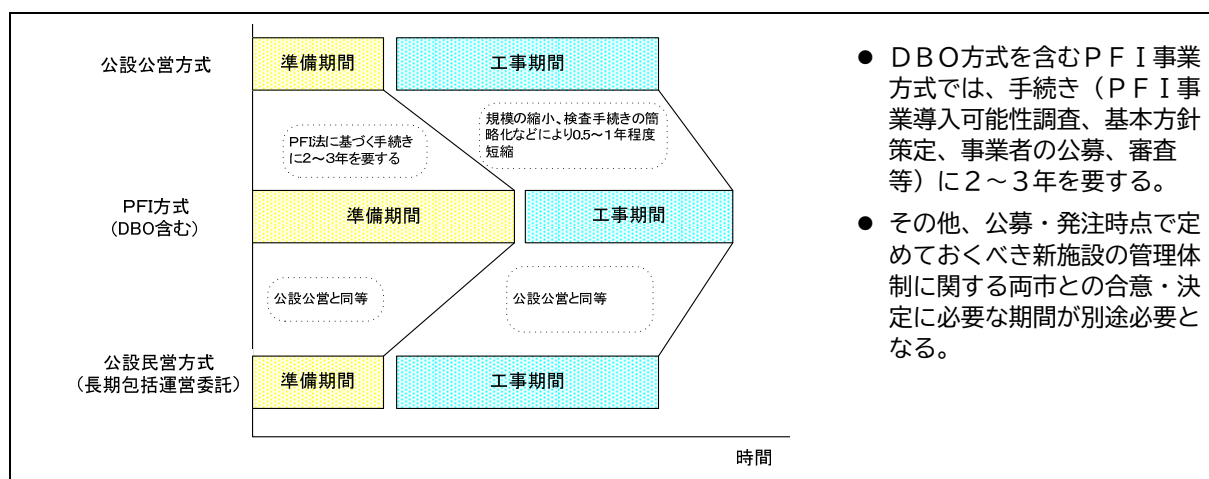 公設公営方式
準備期間
工事期間
PFI法に基づく手続き
に2～3年を要する
規模の縮小、検査手続きの簡
略化などにより0.5～1年程度
短縮
PFI方式
(DBO含む)
準備期間
工事期間
公設公営と同等
公設公営と同等
公設民営方式
（長期包括運営委託）
準備期間
工事期間
時間
● ＤＢＯ方式を含むＰＦＩ事業
方式では、手続き（ＰＦＩ事
業導入可能性調査、基本方針
策定、事業者の公募、審査
等）に２～３年を要する。
● その他、公募・発注時点で定
めておくべき新施設の管理体
制に関する両市との合意・決
定に必要な期間が別途必要と
なる。